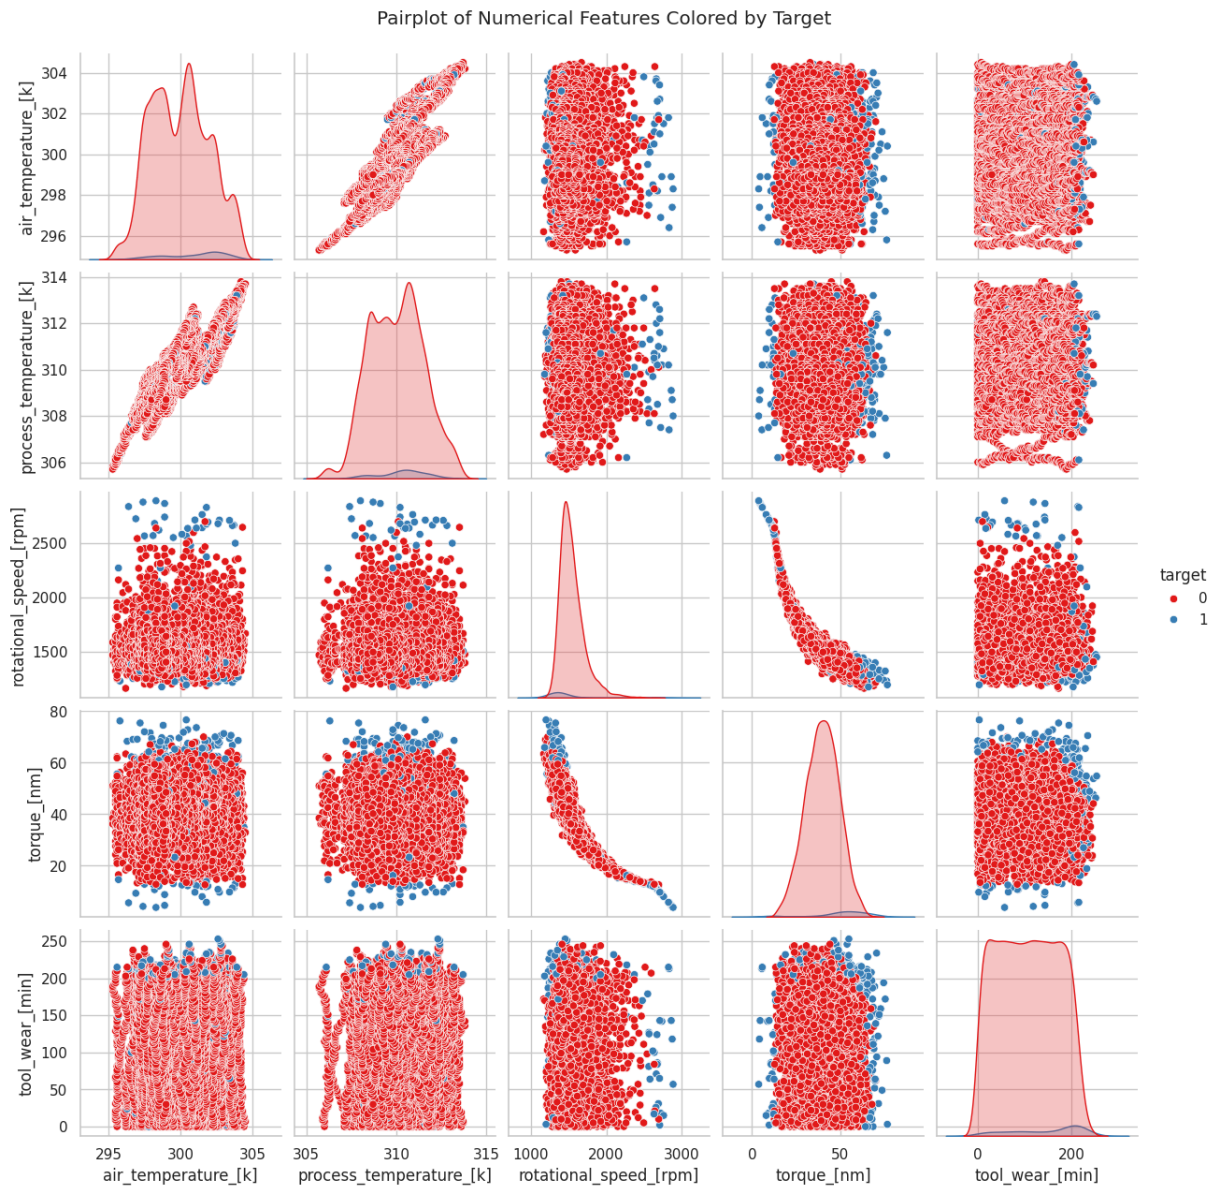 Pairplot of Numerical Features Colored by Target
304
302
300
298
296
air_temperature_[k]
314
312
310
308
306
process_temperature_[k]
2500
2000
1500
rotational_speed_[rpm]
target
0
1
80
60
40
20
torque_[nm]
250
200
150
100
50
0
tool_wear_[min]
295 300 305 305 310 315 1000 2000 3000 0 50 0 100 200
air_temperature_[k] process_temperature_[k] rotational_speed_[rpm] torque_[nm] tool_wear_[min]